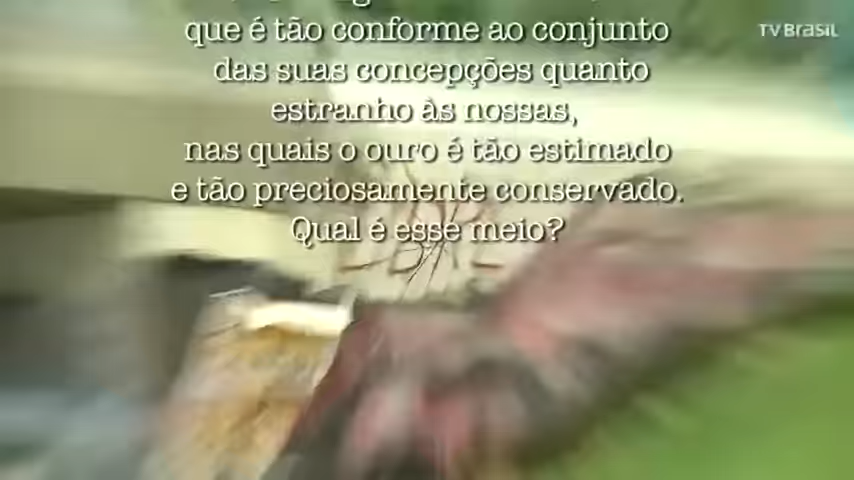 TV Brasil
que é tão conforme ao conjunto
das suas concepções quanto
estranho às nossas,
nas quais o ouro é tão estimado
e tão preciosamente conservado.
Qual é esse meio?